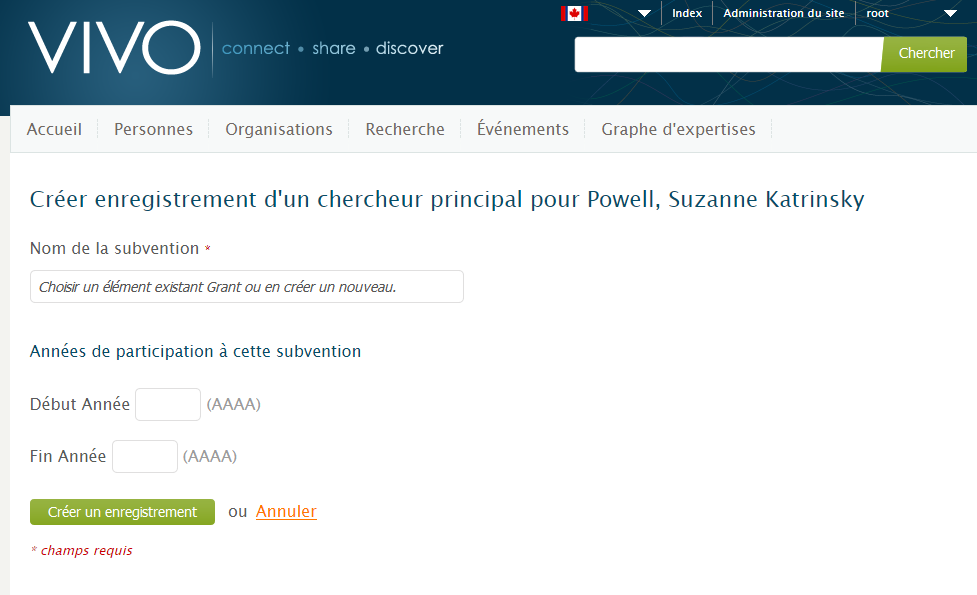 VIVO connect • share • discover
Index Administration du site root
Chercher
Accueil Personnes Organisations Recherche Événements Graphe d'expertises
Créer enregistrement d'un chercheur principal pour Powell, Suzanne Katrinsky
Nom de la subvention *
Choisir un élément existant Grant ou en créer un nouveau.
Années de participation à cette subvention
Début Année (AAAA)
Fin Année (AAAA)
Créer un enregistrement ou Annuler
* champs requis